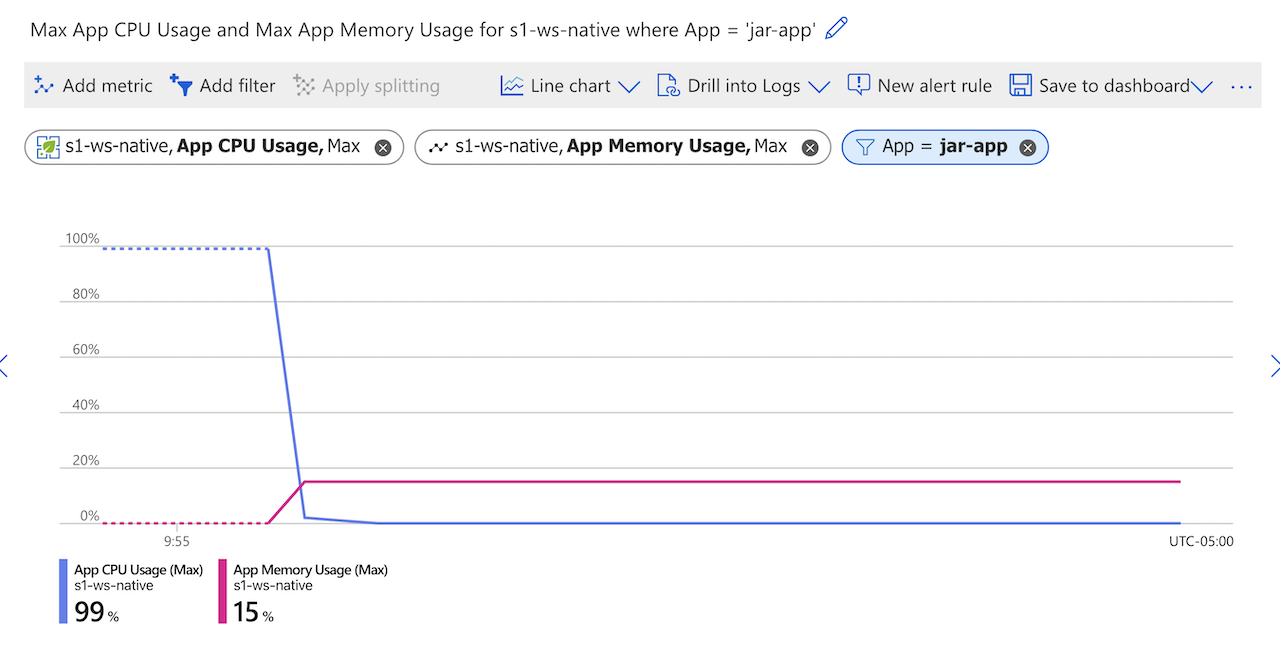 Max App CPU Usage and Max App Memory Usage for s1-ws-native where App = 'jar-app'
Add metric Add filter Apply splitting Line chart Drill into Logs New alert rule Save to dashboard ...
s1-ws-native, App CPU Usage, Max s1-ws-native, App Memory Usage, Max App = jar-app
100%
80%
60%
40%
20%
0%
9:55 UTC-05:00
App CPU Usage (Max) App Memory Usage (Max)
s1-ws-native s1-ws-native
99 % 15 %